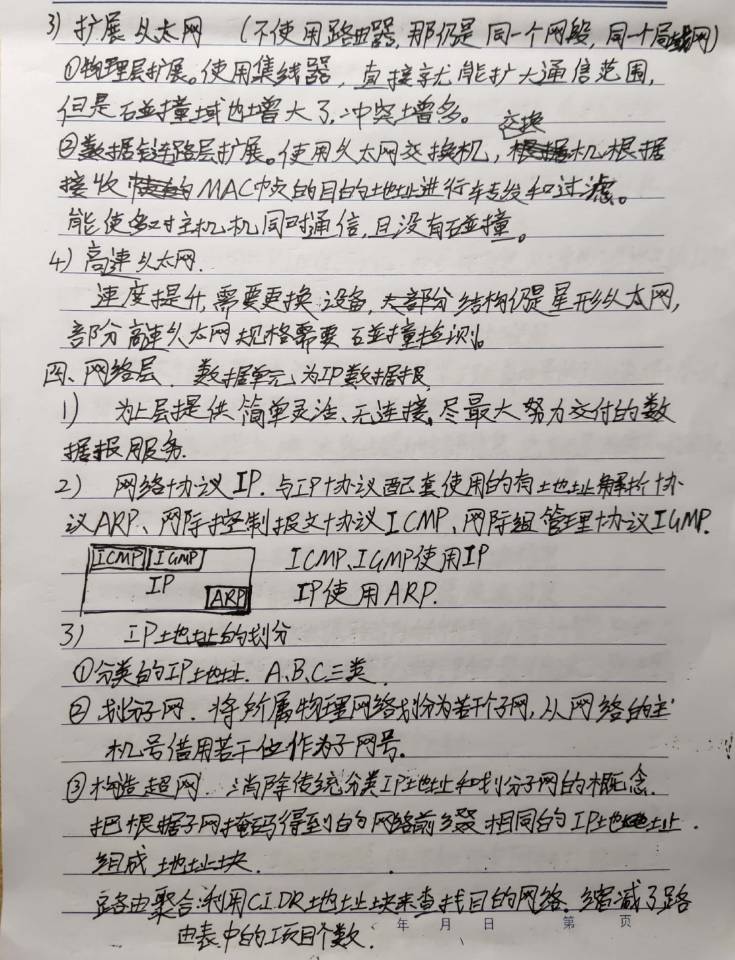 3) 扩展以太网 (不使用路由器,那仍是同一个网段,同一个局域网)
①物理层扩展。使用集线器,直接就能扩大通信范围,
但是碰撞域也增大了,冲突增多。
交换
②数据链路层扩展。使用以太网交换机,机根据
接收的MAC帧的目的地址进行转发和过滤。
能使多对主机机同时通信,且没有碰撞。
4) 高速以太网.
速度提升,需要更换设备,大部分结构仍是星形以太网,
部分高速以太网规格需要碰撞检测。
四、网络层. 数据单元为IP数据报.
1) 为上层提供简单灵活、无连接、尽最大努力交付的数
据报服务.
2) 网络协议IP. 与IP协议配套使用的有地址解析协
议ARP、网际控制报文协议ICMP、网际组管理协议IGMP.
ICMP IGMP ICMP、IGMP使用IP
IP ARP IP使用ARP.
3) IP地址的划分
①分类的IP地址. A、B、C三类.
②划分子网. 将所属物理网络划份为若干个子网,从网络的主
机号借用若干位作为子网号.
③构造超网. 消除传统分类IP地址和划分子网的概念.
把根据子网掩码得到的网络前缀相同的IP地址.
组成地址块.
路由聚合:利用CIDR地址块来查找目的网络.缩减了路
由表中的项目个数.
年 月 日 第 页